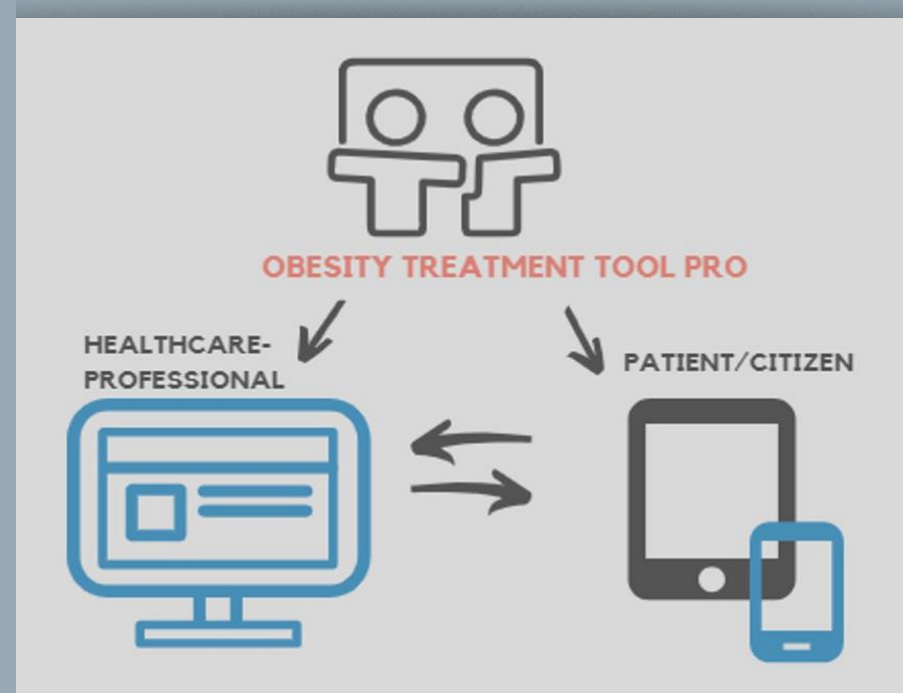 OBESITY TREATMENT TOOL PRO
HEALTHCARE-
PROFESSIONAL
PATIENT/CITIZEN